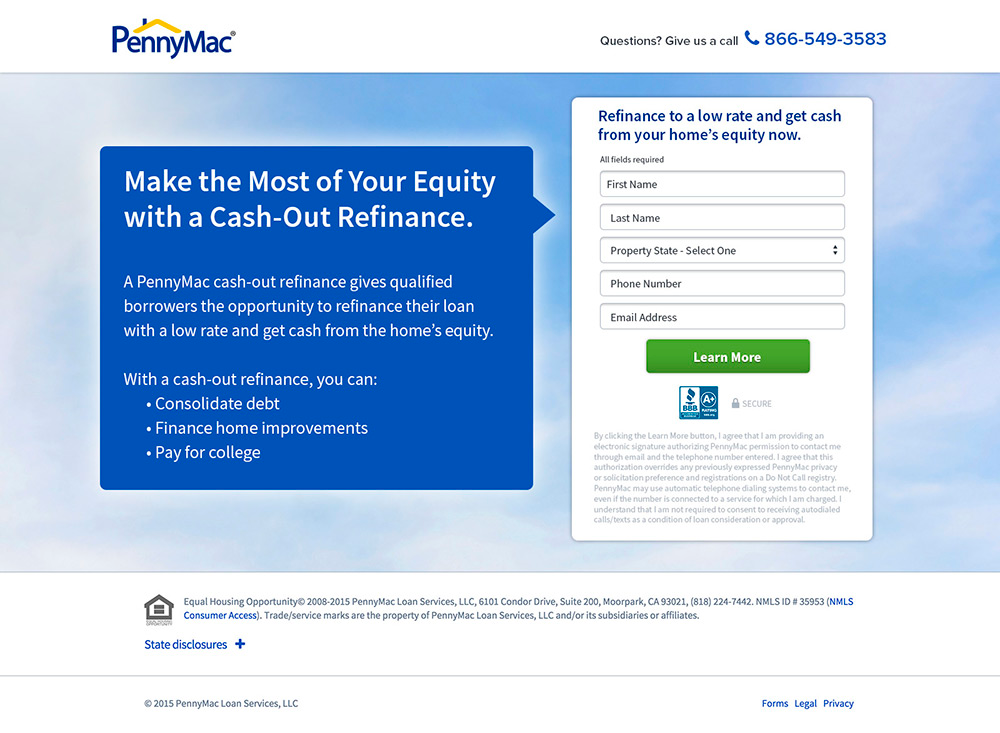 PennyMac®
Questions? Give us a call 866-549-3583
Make the Most of Your Equity
with a Cash-Out Refinance.
A PennyMac cash-out refinance gives qualified
borrowers the opportunity to refinance their loan
with a low rate and get cash from the home's equity.
With a cash-out refinance, you can:
• Consolidate debt
• Finance home improvements
• Pay for college
Refinance to a low rate and get cash
from your home's equity now.
All fields required
First Name
Last Name
Property State - Select One
Phone Number
Email Address
Learn More
BBB
A+
RATING
SECURE
By clicking the Learn More button, I agree that I am providing an
electronic signature authorizing PennyMac permission to contact me
through email and the telephone number entered. I agree that this
authorization overrides any previously expressed PennyMac privacy
or solicitation preference and registrations on a Do Not Call registry.
PennyMac may use automatic telephone dialing systems to contact me,
even if the number is connected to a service for which I am charged. I
understand that I am not required to consent to receiving autodialed
calls/texts as a condition of loan consideration or approval.
Equal Housing Opportunity© 2008-2015 PennyMac Loan Services, LLC, 6101 Condor Drive, Suite 200, Moorpark, CA 93021, (818) 224-7442. NMLS ID # 35953 (NMLS
Consumer Access). Trade/service marks are the property of PennyMac Loan Services, LLC and/or its subsidiaries or affiliates.
State disclosures +
© 2015 PennyMac Loan Services, LLC
Forms Legal Privacy